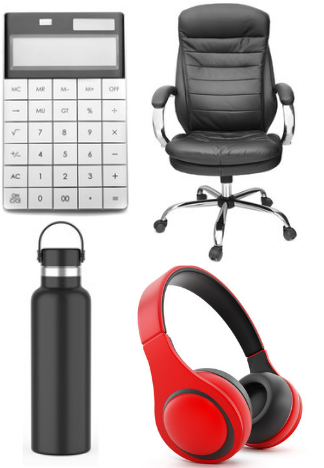 MC MR M- M+ OFF
→ MU GT % ÷
√ 7 8 9 ×
+/- 4 5 6 -
AC 1 2 3 +
0 00 • =